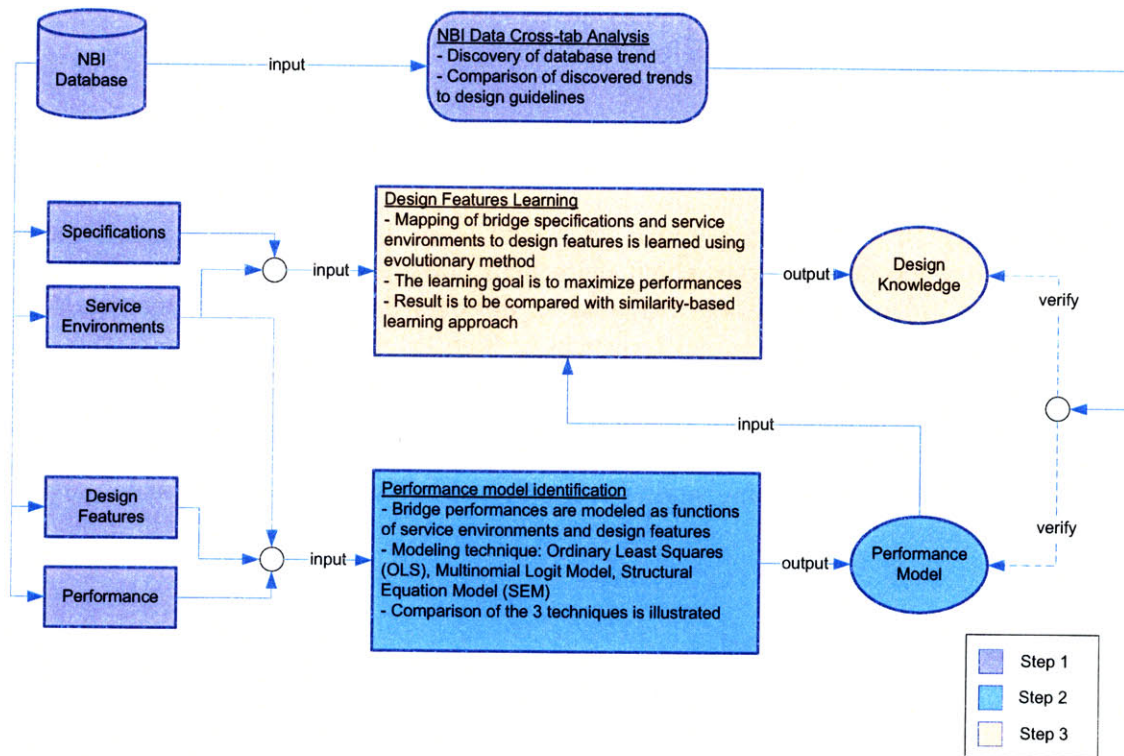 NBI
Database
input
NBI Data Cross-tab Analysis
- Discovery of database trend
- Comparison of discovered trends
to design guidelines
Specifications
Service
Environments
input
Design Features Learning
- Mapping of bridge specifications and service
environments to design features is learned using
evolutionary method
- The learning goal is to maximize performances
- Result is to be compared with similarity-based
learning approach
output
Design
Knowledge
verify
input
Design
Features
Performance
input
Performance model identification
- Bridge performances are modeled as functions
of service environments and design features
- Modeling technique: Ordinary Least Squares
(OLS), Multinomial Logit Model, Structural
Equation Model (SEM)
- Comparison of the 3 techniques is illustrated
output
Performance
Model
verify
Step 1
Step 2
Step 3